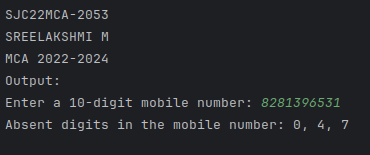 SJC22MCA-2053
SREELAKSHMI M
MCA 2022-2024
Output:
Enter a 10-digit mobile number: 8281396531
Absent digits in the mobile number: 0, 4, 7